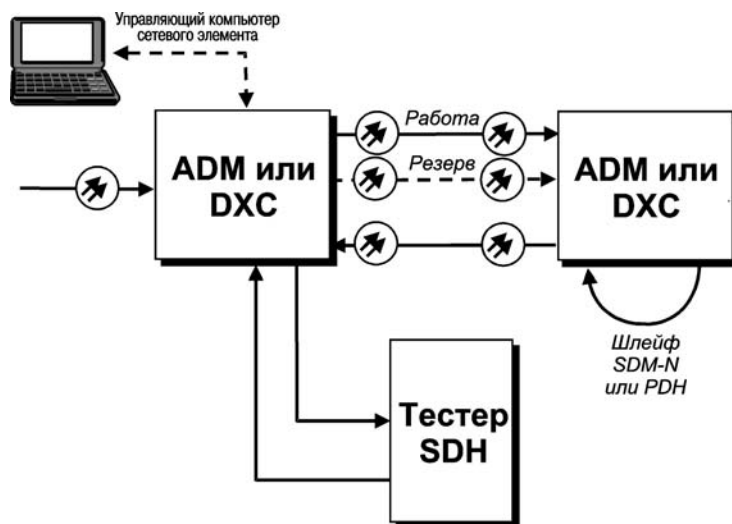 Управляющий компьютер
сетевого элемента
Работа
Резерв
ADM или
DXC
ADM или
DXC
Шлейф
SDM-N
или PDH
Тестер
SDH